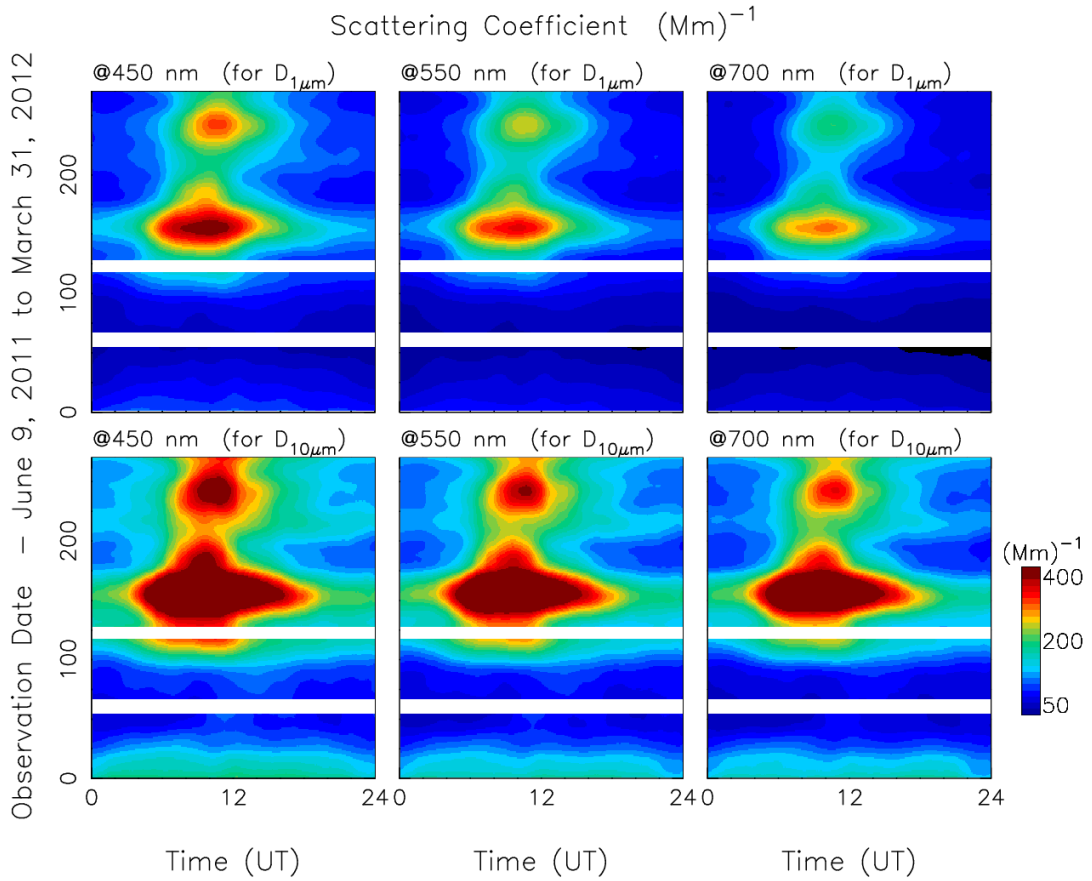 Scattering Coefficient (Mm)⁻¹
Observation Date – June 9, 2011 to March 31, 2012
@450 nm (for D1μm)
@550 nm (for D1μm)
@700 nm (for D1μm)
200
100
0
@450 nm (for D10μm)
@550 nm (for D10μm)
@700 nm (for D10μm)
200
100
0
(Mm)⁻¹
400
200
50
0 12 24
0 12 24
0 12 24
Time (UT)
Time (UT)
Time (UT)